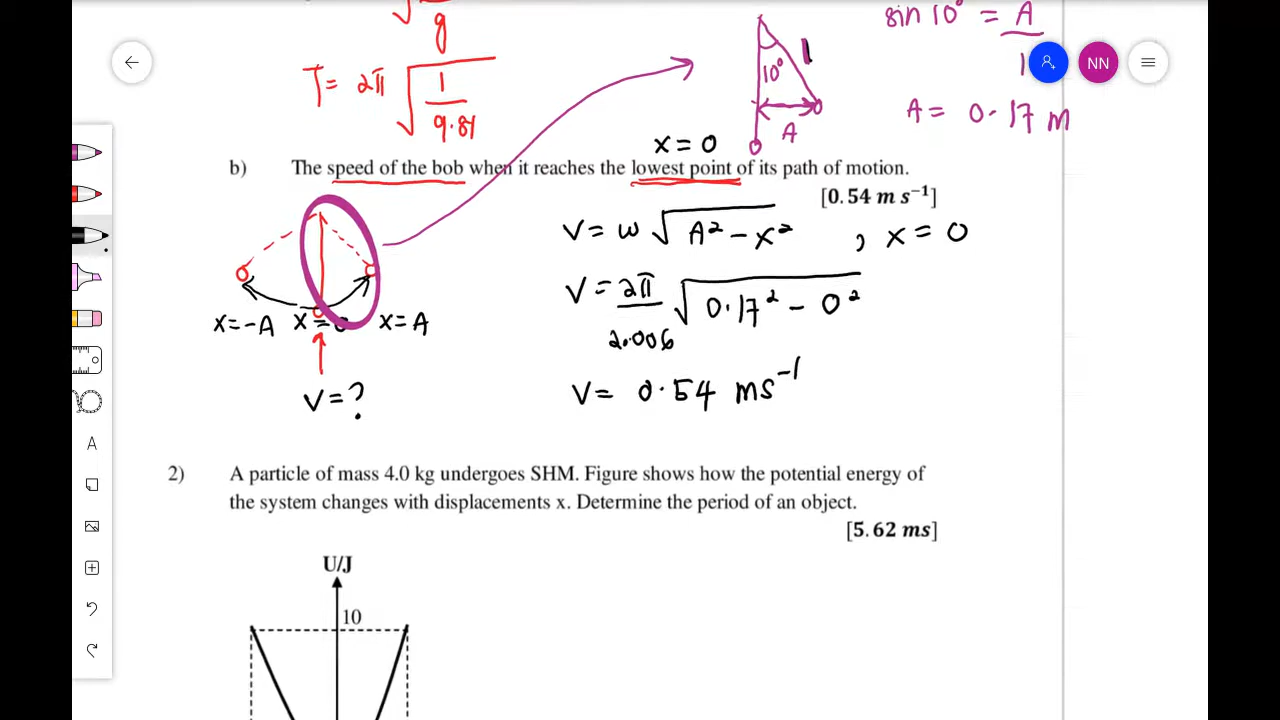 g
sin 10° = A
1
T = 2π √ 1
9.81
10°
1
A
A = 0.17 m
NN
x = 0
b) The speed of the bob when it reaches the lowest point of its path of motion.
[0.54 m s⁻¹]
V = ω √ A² − x² , x = 0
V = 2π √ 0.17² − 0²
2.006
x = -A x = 0 x = A
V = ?
V = 0.54 ms⁻¹
A
2) A particle of mass 4.0 kg undergoes SHM. Figure shows how the potential energy of
the system changes with displacements x. Determine the period of an object.
[5.62 ms]
U/J
10